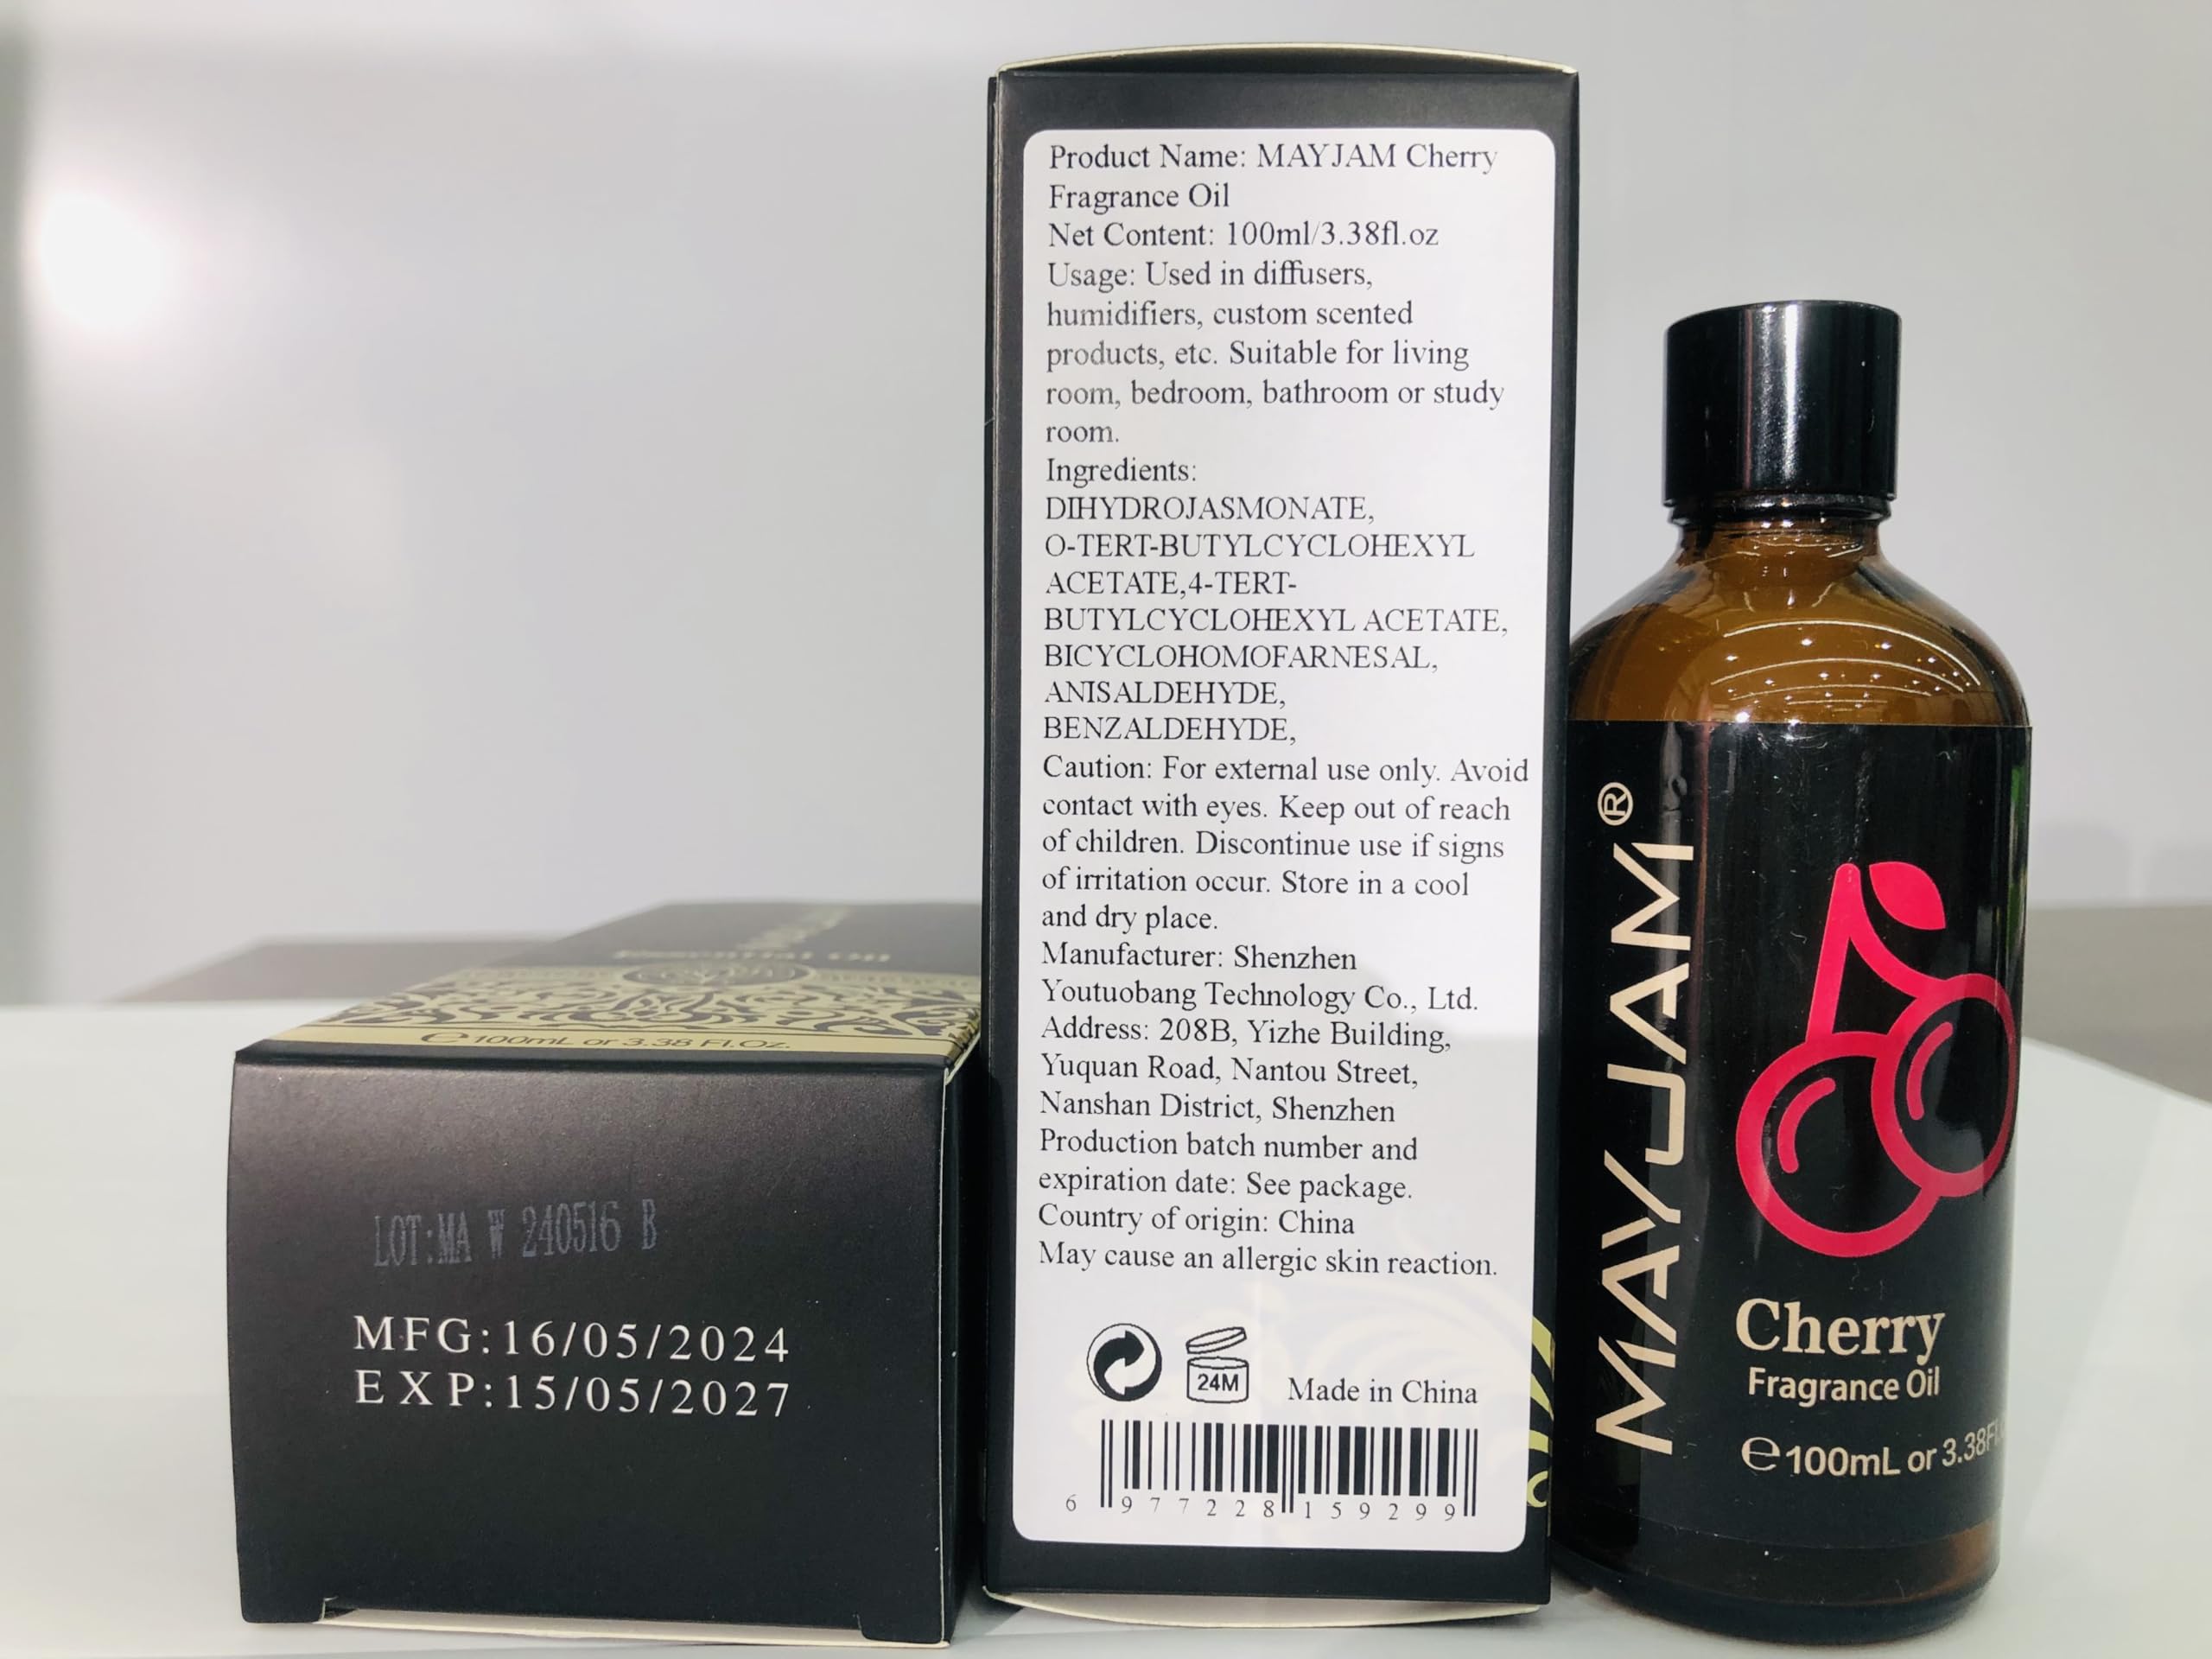 Essential Oil
℮100mL or 3.38 Fl.Oz.
LOT:MA W 240516 B
MFG:16/05/2024
EXP:15/05/2027
Product Name: MAYJAM Cherry
Fragrance Oil
Net Content: 100ml/3.38fl.oz
Usage: Used in diffusers,
humidifiers, custom scented
products, etc. Suitable for living
room, bedroom, bathroom or study
room.
Ingredients:
DIHYDROJASMONATE,
O-TERT-BUTYLCYCLOHEXYL
ACETATE,4-TERT-
BUTYLCYCLOHEXYL ACETATE,
BICYCLOHOMOFARNESAL,
ANISALDEHYDE,
BENZALDEHYDE,
Caution: For external use only. Avoid
contact with eyes. Keep out of reach
of children. Discontinue use if signs
of irritation occur. Store in a cool
and dry place.
Manufacturer: Shenzhen
Youtuobang Technology Co., Ltd.
Address: 208B, Yizhe Building,
Yuquan Road, Nantou Street,
Nanshan District, Shenzhen
Production batch number and
expiration date: See package.
Country of origin: China
May cause an allergic skin reaction.
24M
Made in China
6 977228 159299
MAYJAM®
Cherry
Fragrance Oil
℮100mL or 3.38Fl